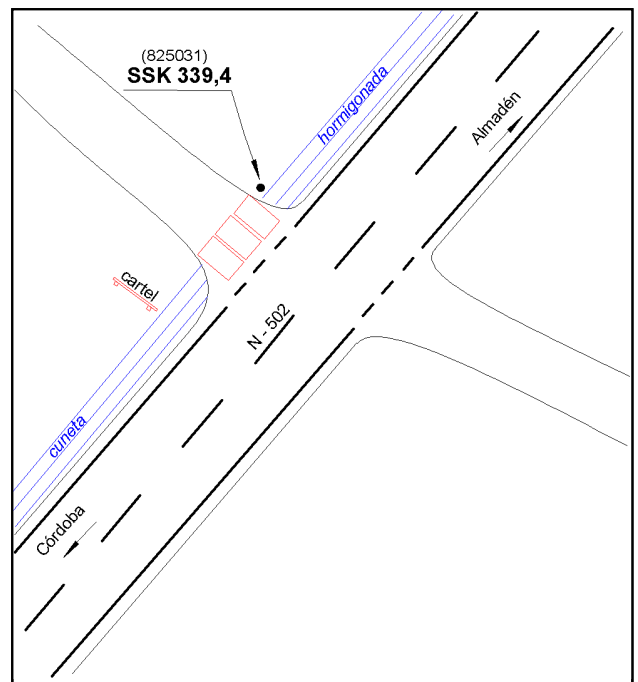 (825031)
SSK 339,4
hormigonada
Almadén
cartel
N - 502
cuneta
Córdoba